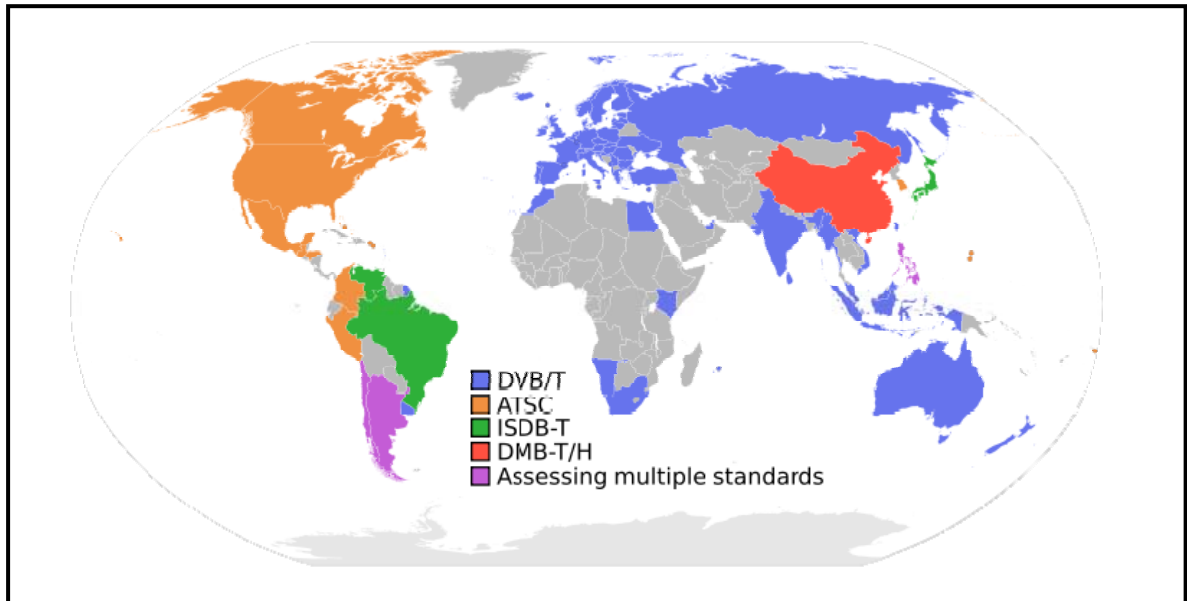 DVB/T
ATSC
ISDB-T
DMB-T/H
Assessing multiple standards